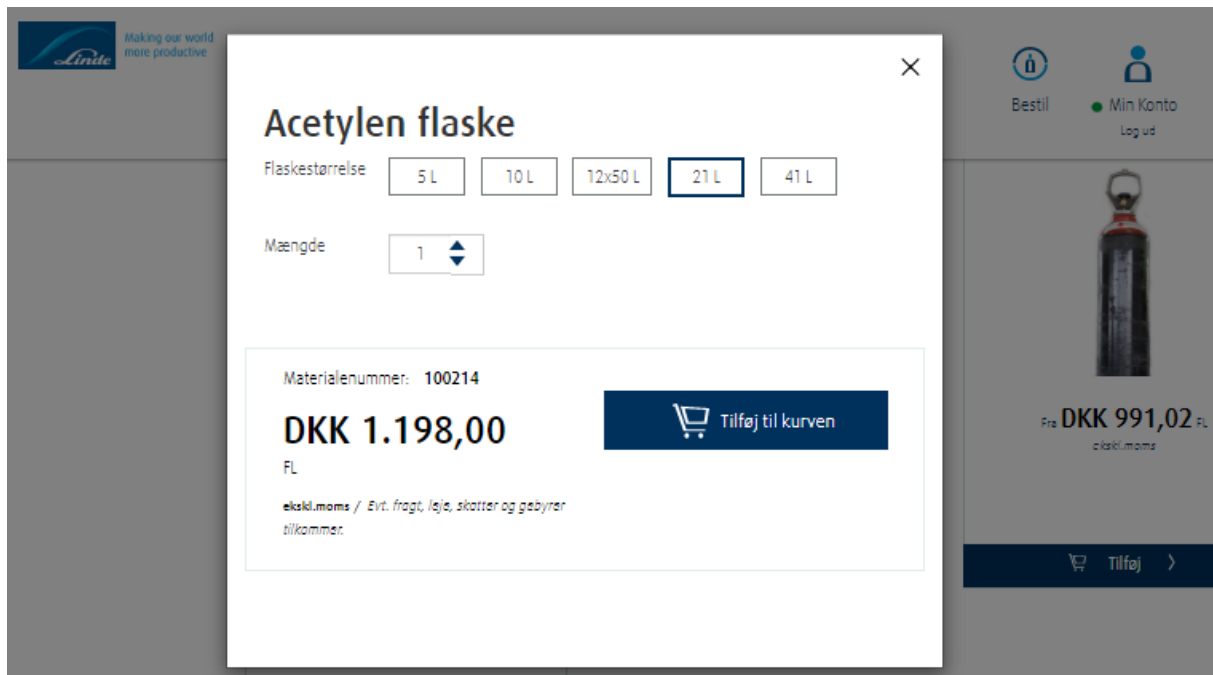 Linde
Making our world
more productive
Bestil
Min Konto
Log ud
Acetylen flaske
Flaskestørrelse
5 L
10 L
12x50 L
21 L
41 L
Mængde
1
Materialenummer: 100214
DKK 1.198,00
FL
ekskl.moms / Evt. fragt, leje, skatter og gebyrer
tilkommer.
Tilføj til kurven
Fra DKK 991,02 FL
ekskl.moms
Tilføj